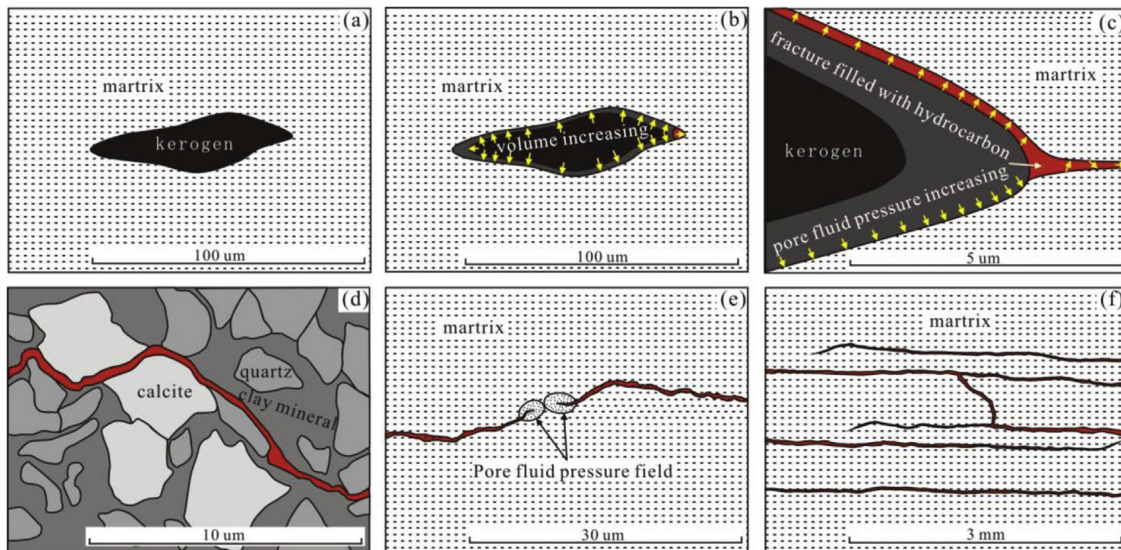 (a)
martrix
kerogen
100 um
(b)
martrix
volume increasing
100 um
(c)
fracture filled with hydrocarbon
martrix
kerogen
pore fluid pressure increasing
5 um
(d)
quartz
calcite
clay mineral
10 um
(e)
martrix
Pore fluid pressure field
30 um
(f)
martrix
3 mm